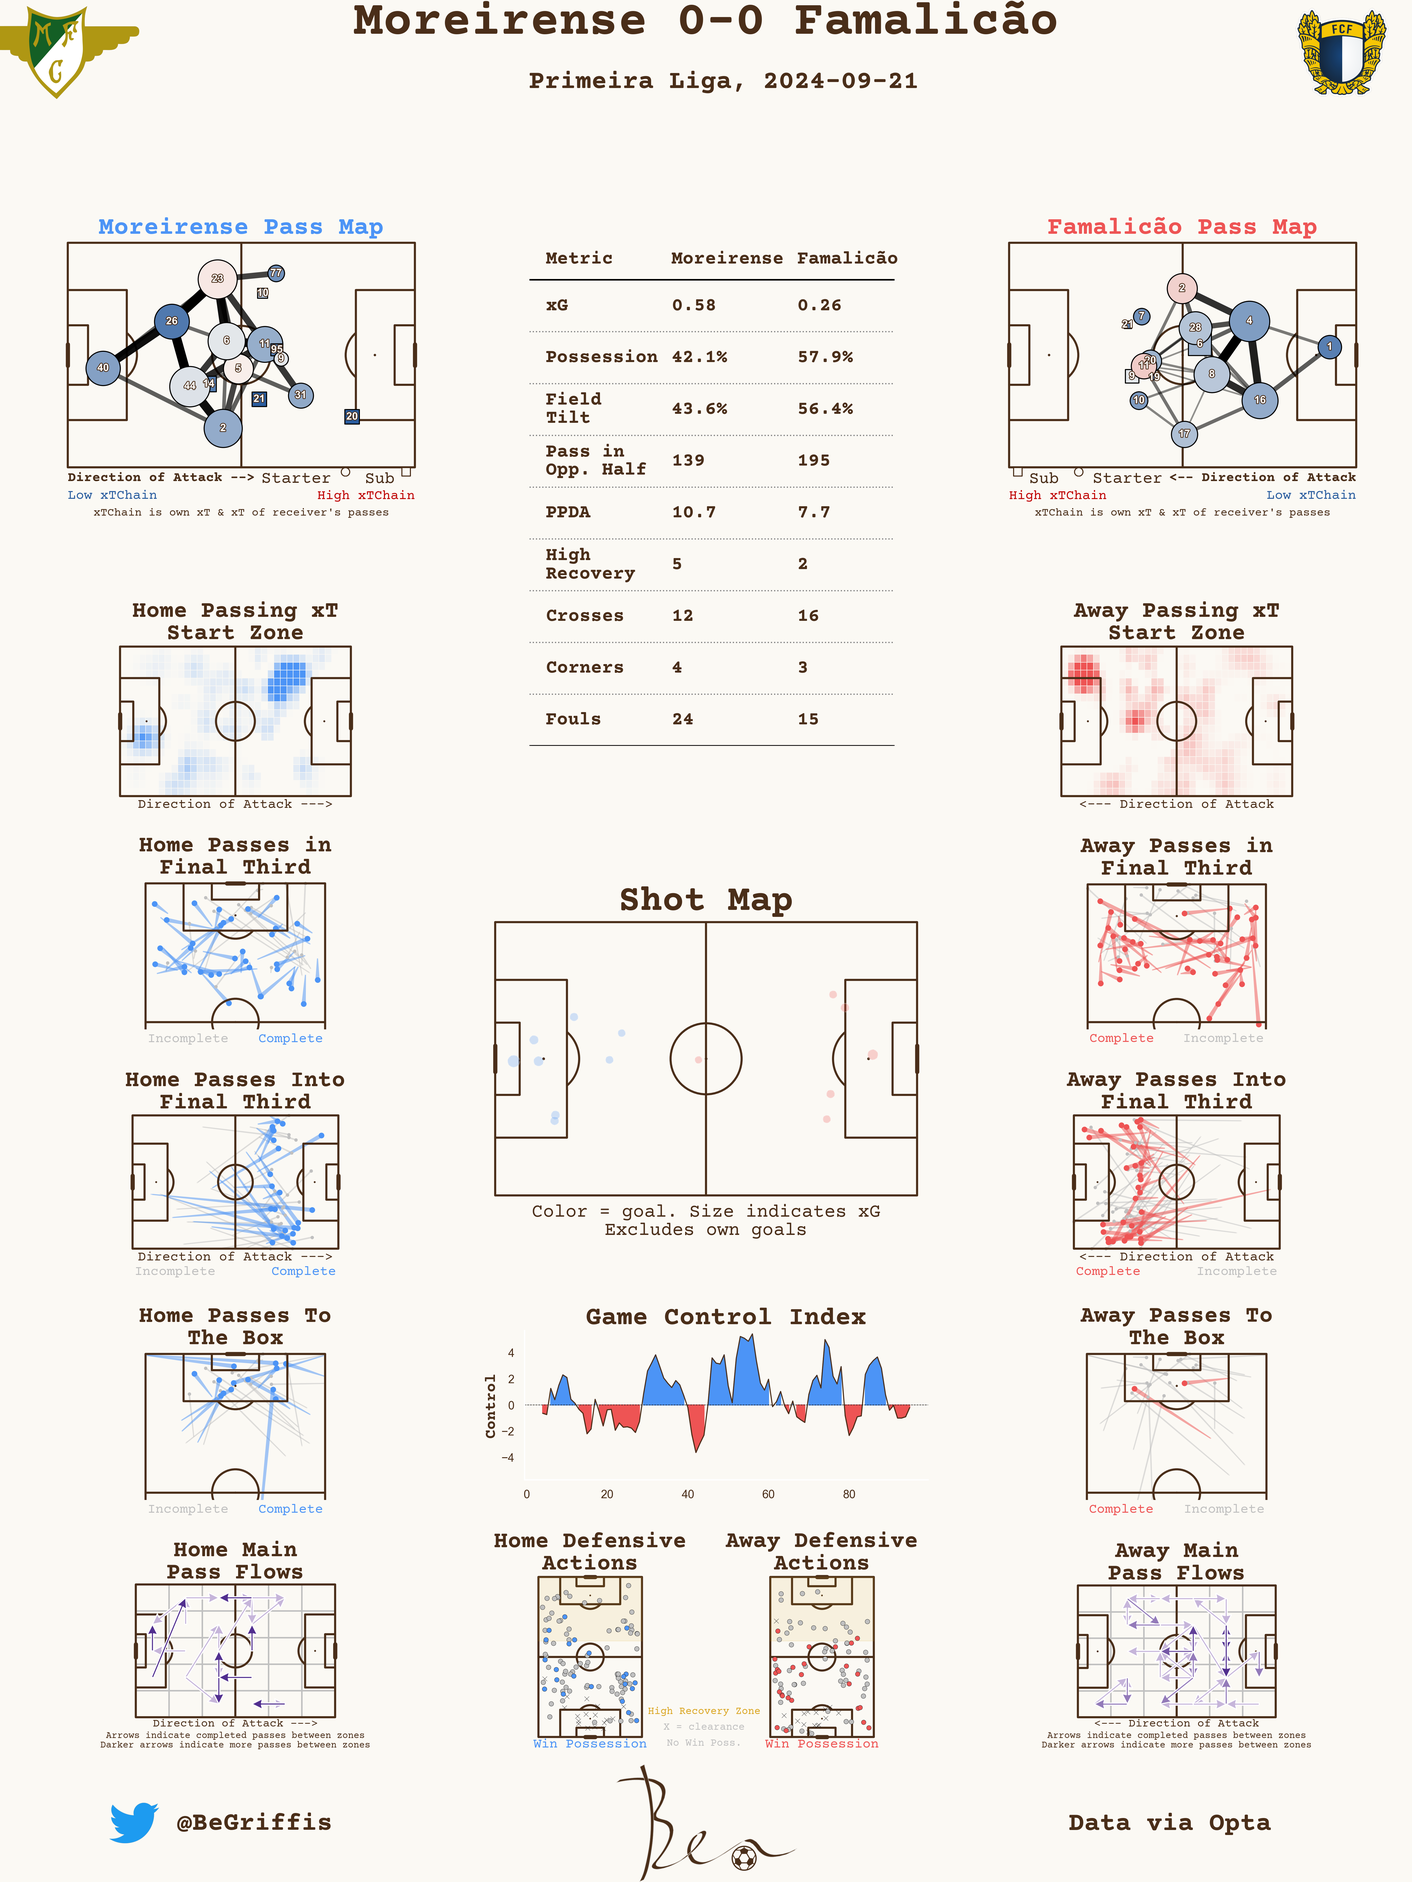 Moreirense 0-0 Famalicão
Primeira Liga, 2024-09-21
M F C
FCF
Moreirense Pass Map
23
77
10
26
6
11
95
9
40
5
44
14
31
21
20
2
Direction of Attack --> Starter Sub
Low xTChain High xTChain
xTChain is own xT & xT of receiver's passes
Metric Moreirense Famalicão
xG 0.58 0.26
Possession 42.1% 57.9%
Field
Tilt 43.6% 56.4%
Pass in
Opp. Half 139 195
PPDA 10.7 7.7
High
Recovery 5 2
Crosses 12 16
Corners 4 3
Fouls 24 15
Famalicão Pass Map
2
7
21
28
4
6
1
20
11
9
19
8
10
16
17
Sub Starter <-- Direction of Attack
High xTChain Low xTChain
xTChain is own xT & xT of receiver's passes
Home Passing xT
Start Zone
Direction of Attack --->
Away Passing xT
Start Zone
<--- Direction of Attack
Home Passes in
Final Third
Incomplete Complete
Away Passes in
Final Third
Complete Incomplete
Shot Map
Color = goal. Size indicates xG
Excludes own goals
Home Passes Into
Final Third
Direction of Attack --->
Incomplete Complete
Away Passes Into
Final Third
<--- Direction of Attack
Complete Incomplete
Home Passes To
The Box
Incomplete Complete
Game Control Index
Control
4
2
0
−2
−4
0 20 40 60 80
Away Passes To
The Box
Complete Incomplete
Home Main
Pass Flows
Direction of Attack --->
Arrows indicate completed passes between zones
Darker arrows indicate more passes between zones
Home Defensive
Actions
Win Possession
Away Defensive
Actions
Win Possession
High Recovery Zone
X = clearance
No Win Poss.
Away Main
Pass Flows
<--- Direction of Attack
Arrows indicate completed passes between zones
Darker arrows indicate more passes between zones
@BeGriffis
Ben
Data via Opta